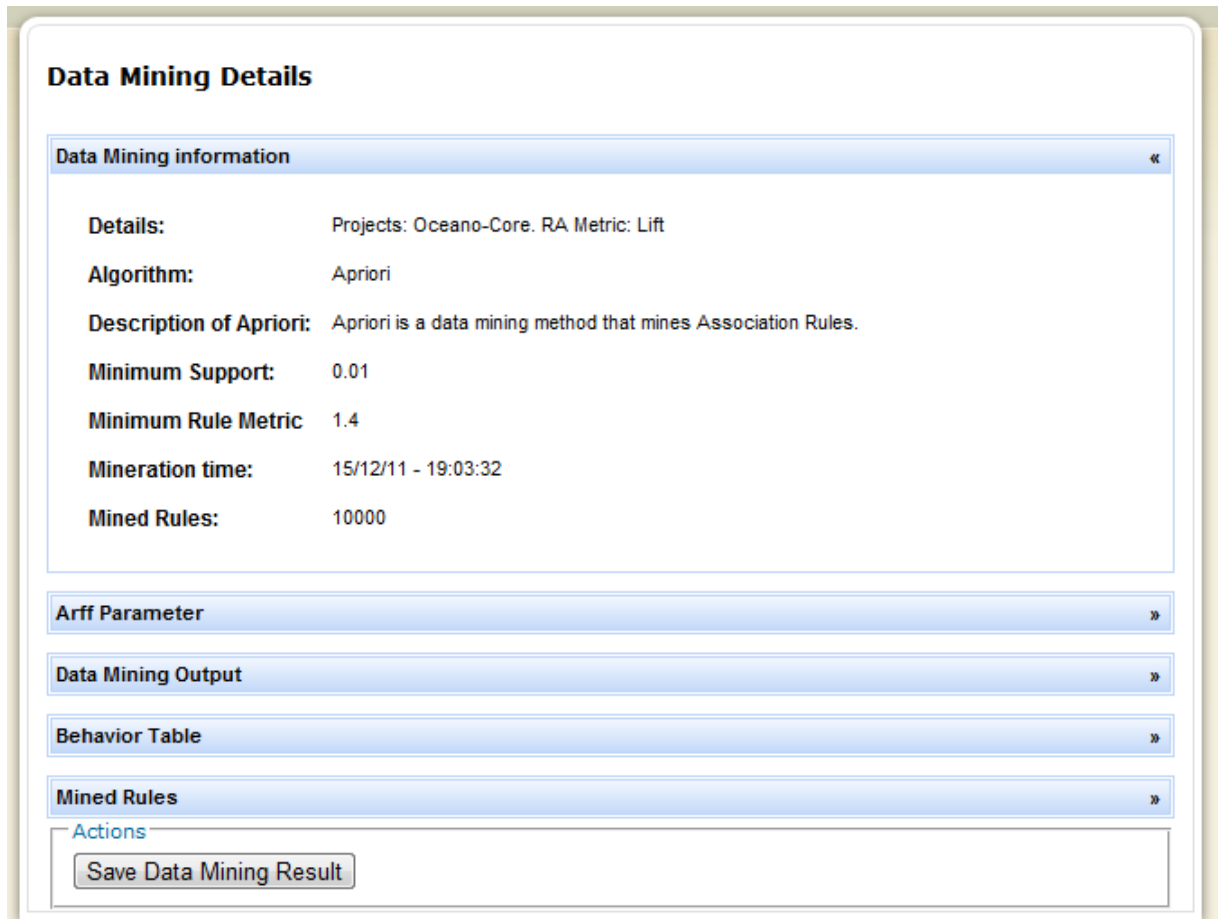 Data Mining Details
Data Mining information «
Details: Projects: Oceano-Core. RA Metric: Lift
Algorithm: Apriori
Description of Apriori: Apriori is a data mining method that mines Association Rules.
Minimum Support: 0.01
Minimum Rule Metric 1.4
Mineration time: 15/12/11 - 19:03:32
Mined Rules: 10000
Arff Parameter »
Data Mining Output »
Behavior Table »
Mined Rules »
Actions
Save Data Mining Result